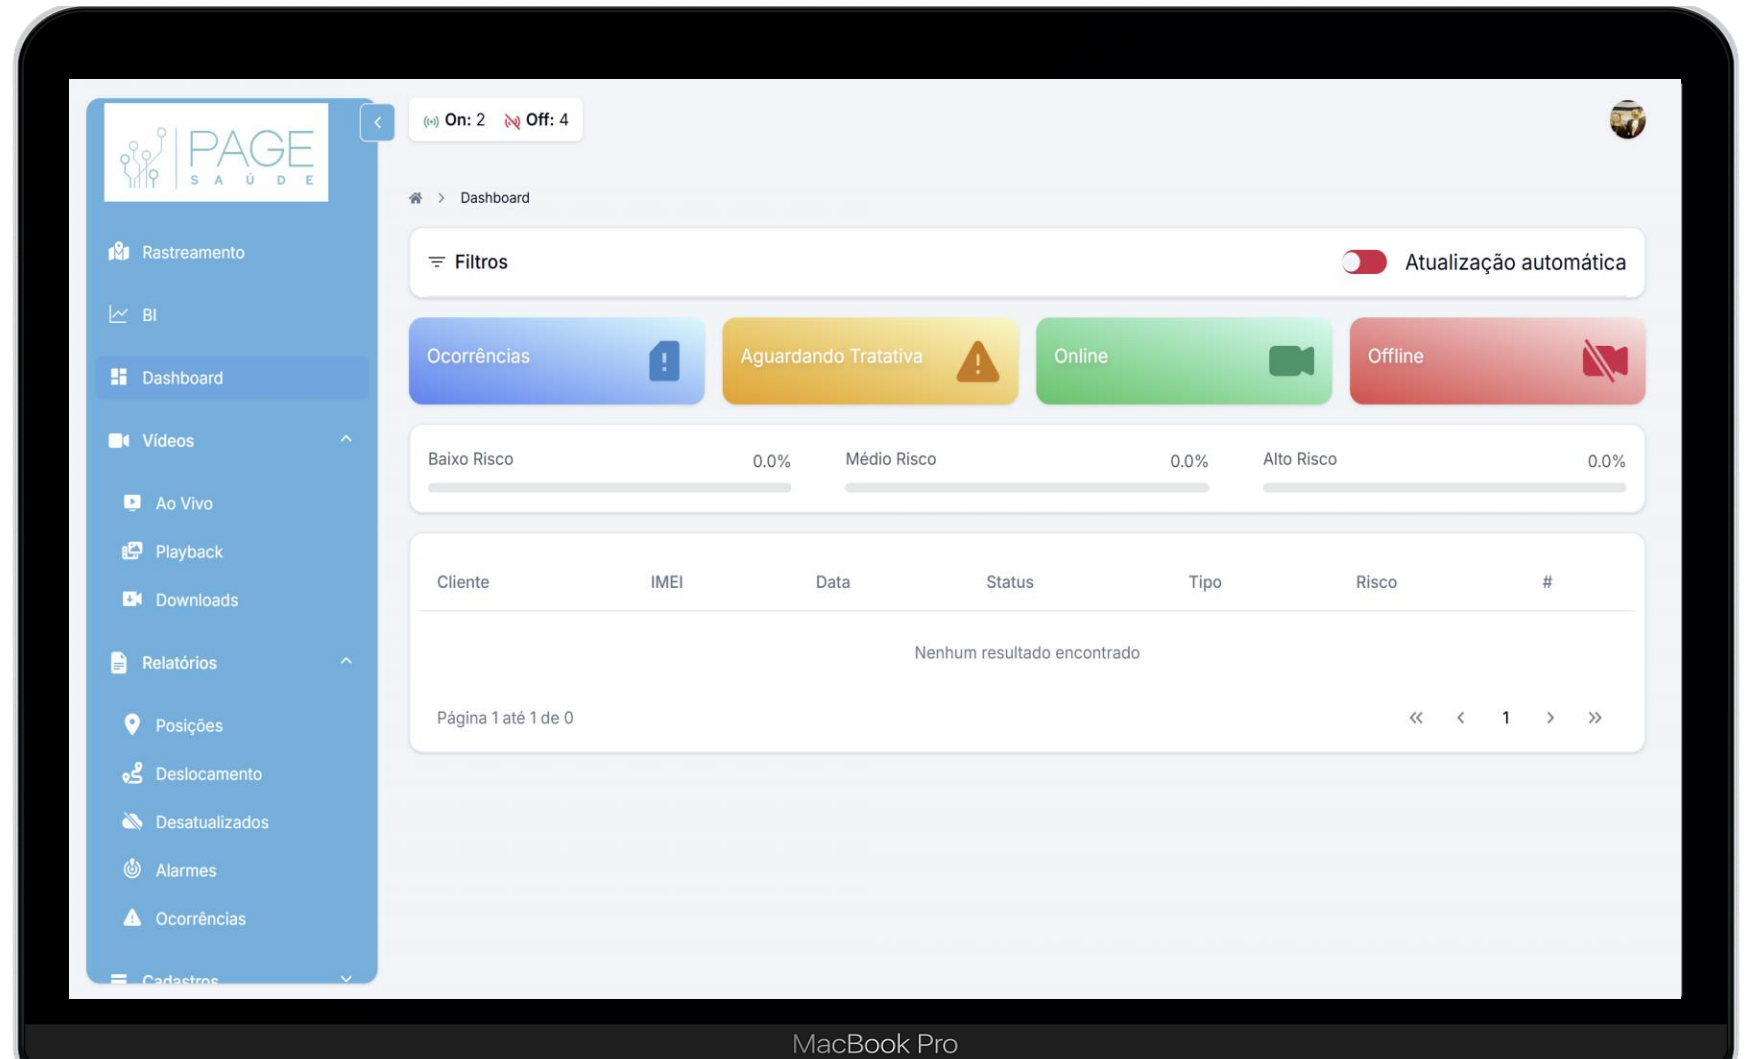 PAGE
SAÚDE
On: 2 Off: 4
Dashboard
Filtros
Atualização automática
Rastreamento
BI
Dashboard
Vídeos
Ao Vivo
Playback
Downloads
Relatórios
Posições
Deslocamento
Desatualizados
Alarmes
Ocorrências
Cadastros
Ocorrências
Aguardando Tratativa
Online
Offline
Baixo Risco 0.0% Médio Risco 0.0% Alto Risco 0.0%
Cliente IMEI Data Status Tipo Risco #
Nenhum resultado encontrado
Página 1 até 1 de 0
« < 1 > »
MacBook Pro